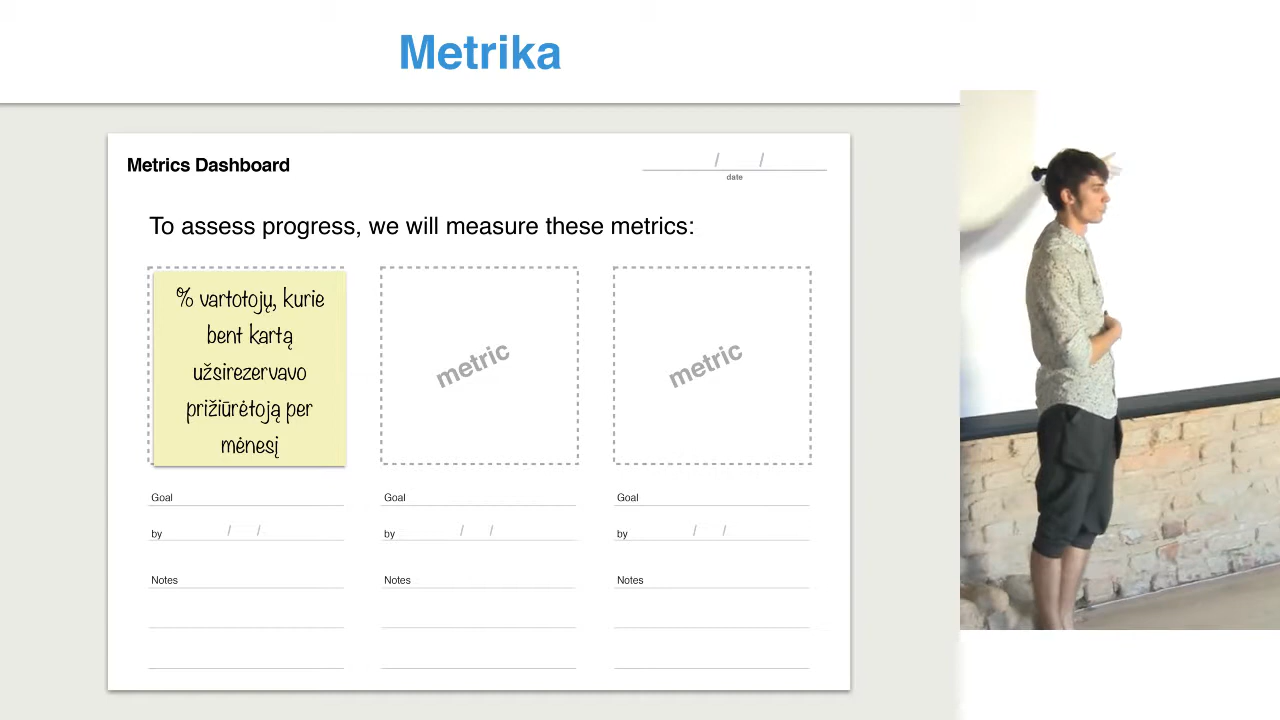 Metrika
Metrics Dashboard
/ /
date
To assess progress, we will measure these metrics:
% vartotojų, kurie
bent kartą
užsirezervavo
prižiūrėtoją per
mėnesį
metric
metric
Goal
Goal
Goal
by / /
by / /
by / /
Notes
Notes
Notes